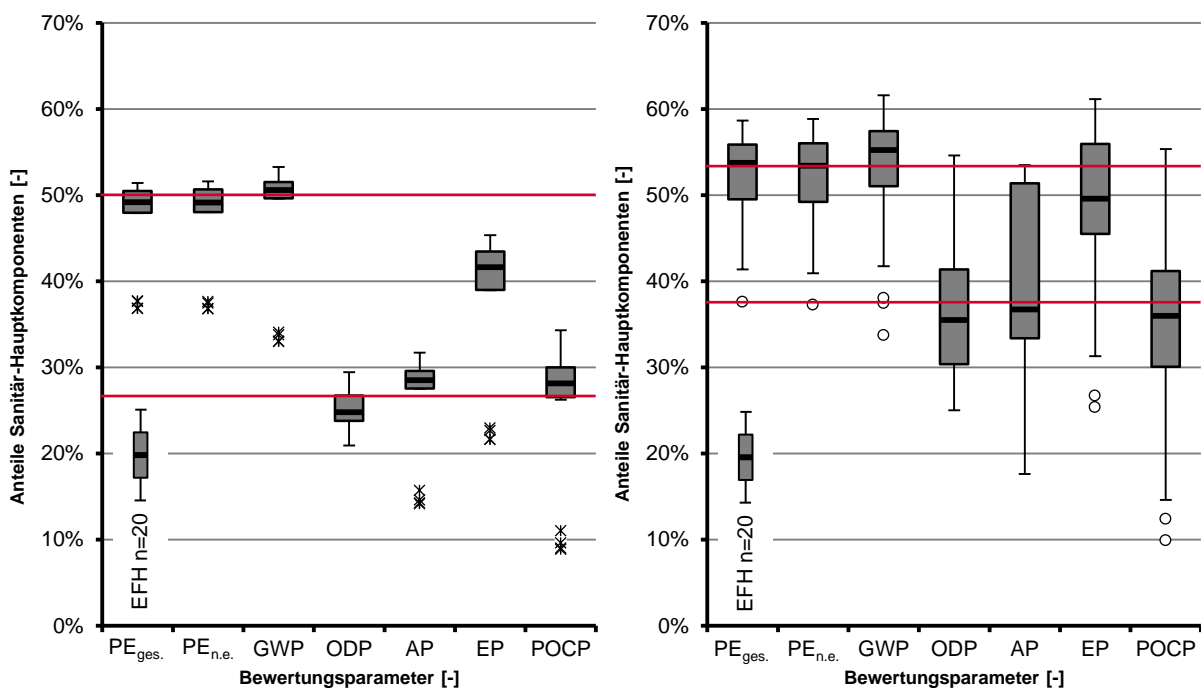 Anteile Sanitär-Hauptkomponenten [-]
70%
60%
50%
40%
30%
20%
10%
0%
EFH n=20
PEges. PEn.e. GWP ODP AP EP POCP
Bewertungsparameter [-]
Anteile Sanitär-Hauptkomponenten [-]
70%
60%
50%
40%
30%
20%
10%
0%
EFH n=20
PEges. PEn.e. GWP ODP AP EP POCP
Bewertungsparameter [-]